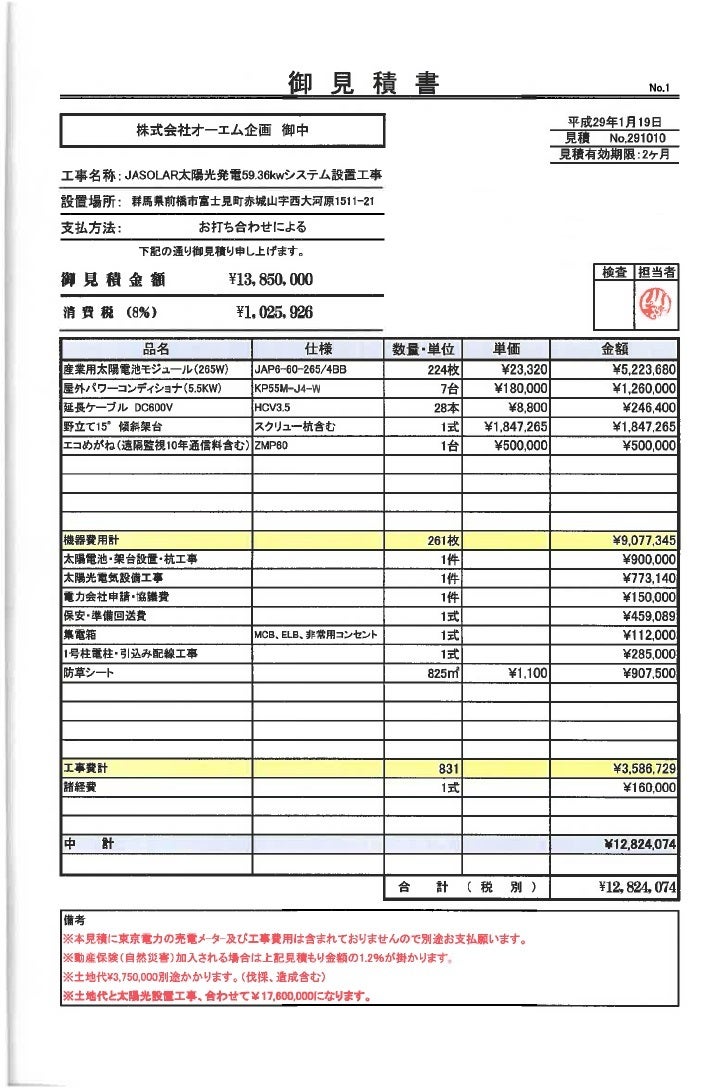 御見積書
No.1
株式会社オーエム企画 御中
平成29年1月19日
見積 No.291010
見積有効期限:2ヶ月
工事名称: JASOLAR太陽光発電59.36kwシステム設置工事
設置場所: 群馬県前橋市富士見町赤城山字西大河原1511-21
支払方法: お打ち合わせによる
下記の通り御見積り申し上げます。
御見積金額 ¥13,850,000
消費税 (8%) ¥1,025,926
検査 担当者
品名 仕様 数量・単位 単価 金額
産業用太陽電池モジュール(265W) JAP6-60-265/4BB 224枚 ¥23,320 ¥5,223,680
屋外パワーコンディショナ(5.5KW) KP55M-J4-W 7台 ¥180,000 ¥1,260,000
延長ケーブル DC600V HCV3.5 28本 ¥8,800 ¥246,400
野立て15°傾斜架台 スクリュー杭含む 1式 ¥1,847,265 ¥1,847,265
エコめがね(遠隔監視10年通信料含む) ZMP60 1台 ¥500,000 ¥500,000
機器費用計 261枚 ¥9,077,345
太陽電池・架台設置・杭工事 1件 ¥900,000
太陽光電気設備工事 1件 ¥773,140
電力会社申請・協議費 1件 ¥150,000
保安・準備回送費 1式 ¥459,089
集電箱 MCB、ELB、非常用コンセント 1式 ¥112,000
1号柱電柱・引込み配線工事 1式 ¥285,000
防草シート 825㎡ ¥1,100 ¥907,500
工事費計 831 ¥3,586,729
諸経費 1式 ¥160,000
中 計 ¥12,824,074
合 計 (税別) ¥12,824,074
備考
※本見積に東京電力の売電メーター及び工事費用は含まれておりませんので別途お支払願います。
※動産保険(自然災害)加入される場合は上記見積もり金額の1.2%が掛かります。
※土地代¥3,750,000別途かかります。(伐採、造成含む)
※土地代と太陽光設置工事、合わせて¥17,600,000になります。